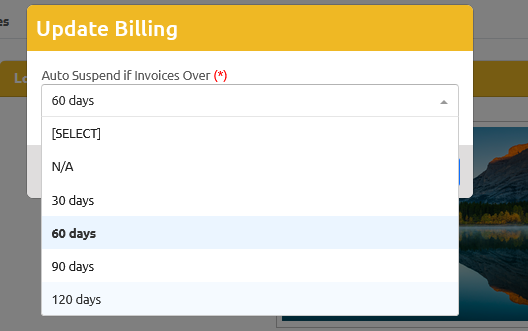 es
Update Billing
Lo
Auto Suspend if Invoices Over (*)
60 days
[SELECT]
N/A
30 days
60 days
90 days
120 days